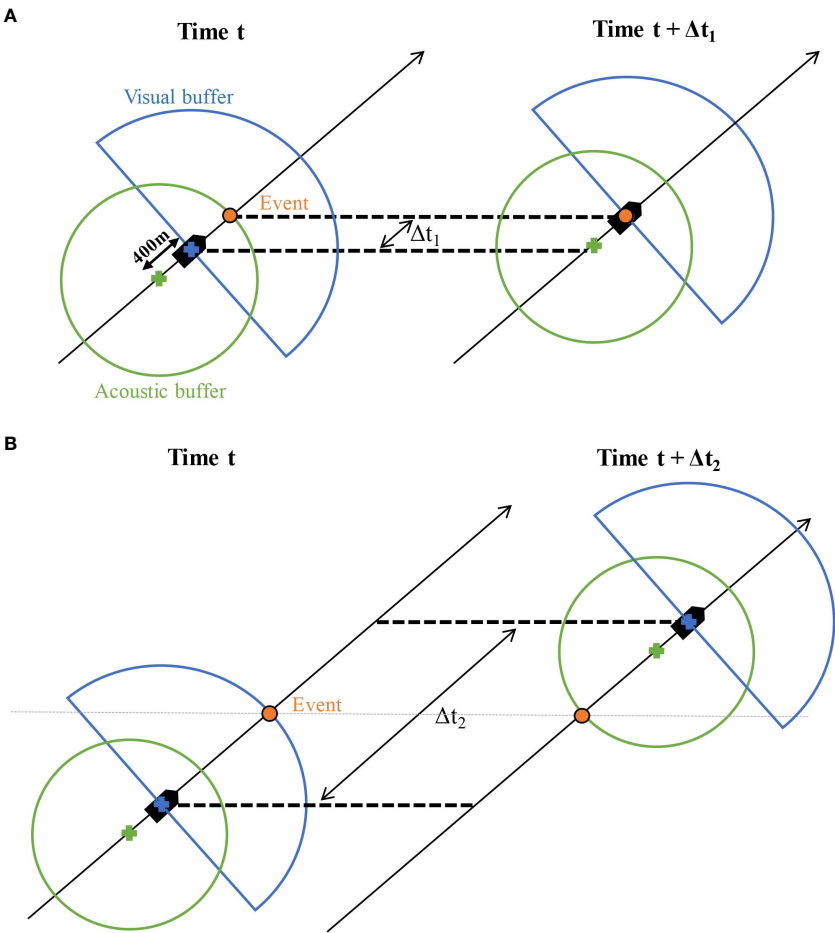 A
Time t
Time t + Δt₁
Visual buffer
Event
400m
Δt₁
Acoustic buffer
B
Time t
Time t + Δt₂
Event
Δt₂